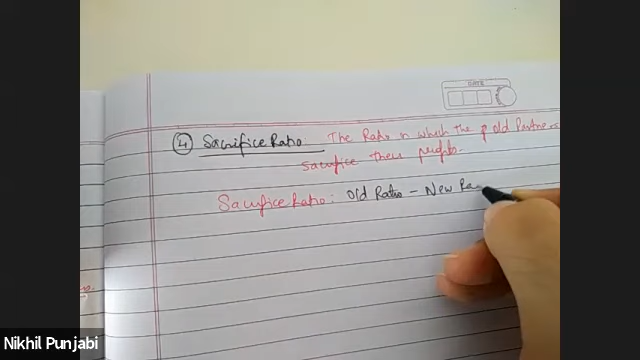 DATE
④ Sacrifice Ratio The Ratio in which the Old Partners
sacrifice their profits.
Sacrifice Ratio: Old Ratio - New Ra
Nikhil Punjabi